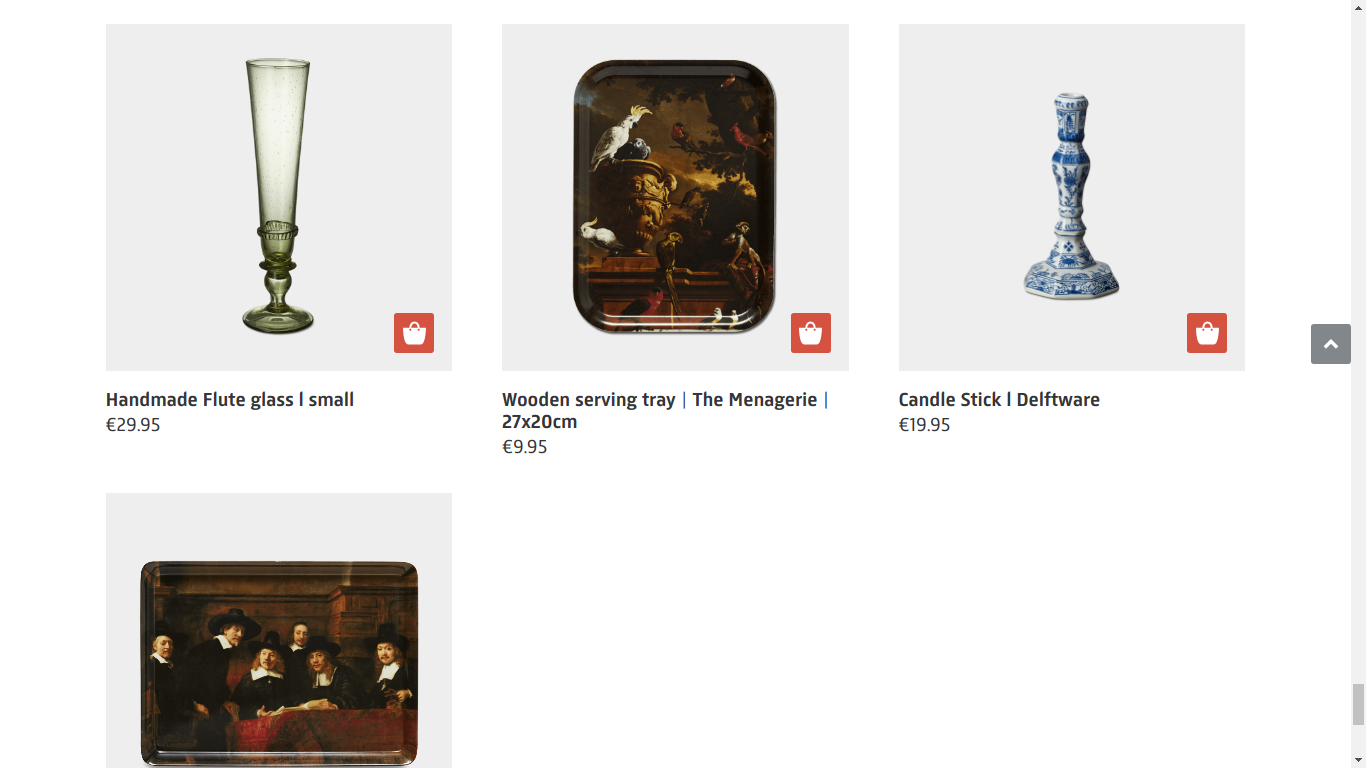 Handmade Flute glass l small
€29.95
Wooden serving tray | The Menagerie |
27x20cm
€9.95
Candle Stick l Delftware
€19.95